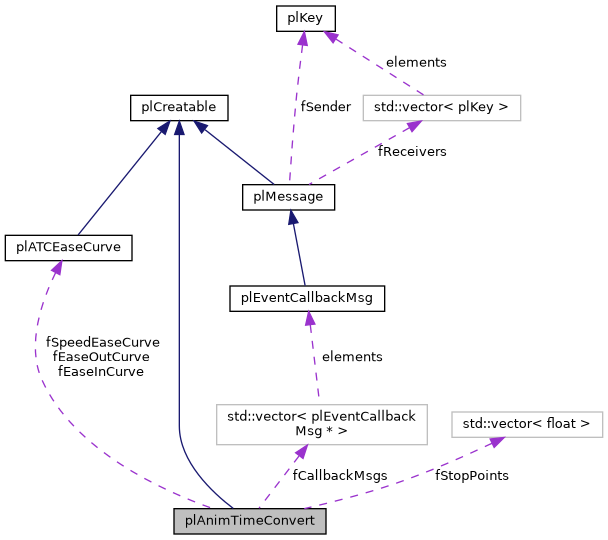 plKey
elements
plCreatable
fSender
std::vector< plKey >
fReceivers
plMessage
plATCEaseCurve
plEventCallbackMsg
fSpeedEaseCurve
fEaseOutCurve
fEaseInCurve
elements
std::vector< plEventCallback
Msg * >
std::vector< float >
fCallbackMsgs
fStopPoints
plAnimTimeConvert